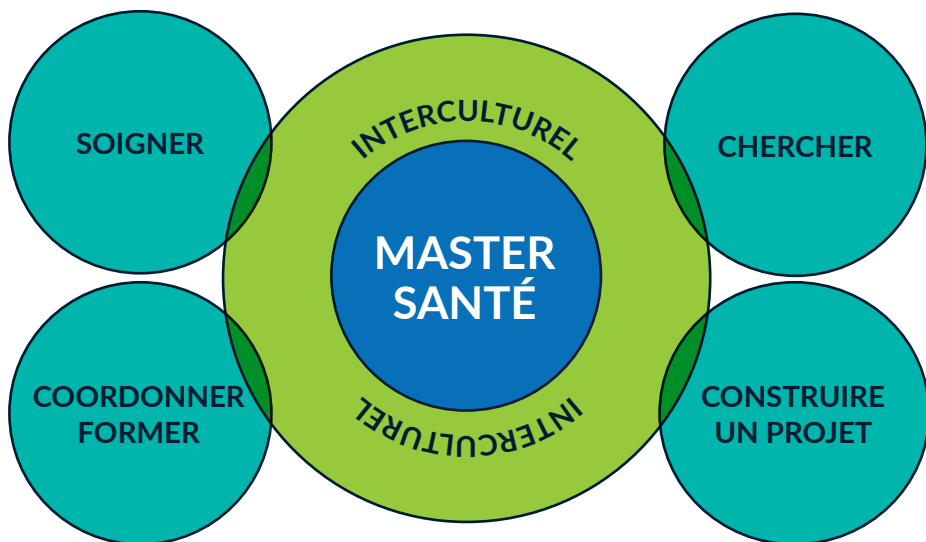 SOIGNER
INTERCULTUREL
CHERCHER
MASTER
SANTÉ
COORDONNER
FORMER
INTERCULTUREL
CONSTRUIRE
UN PROJET